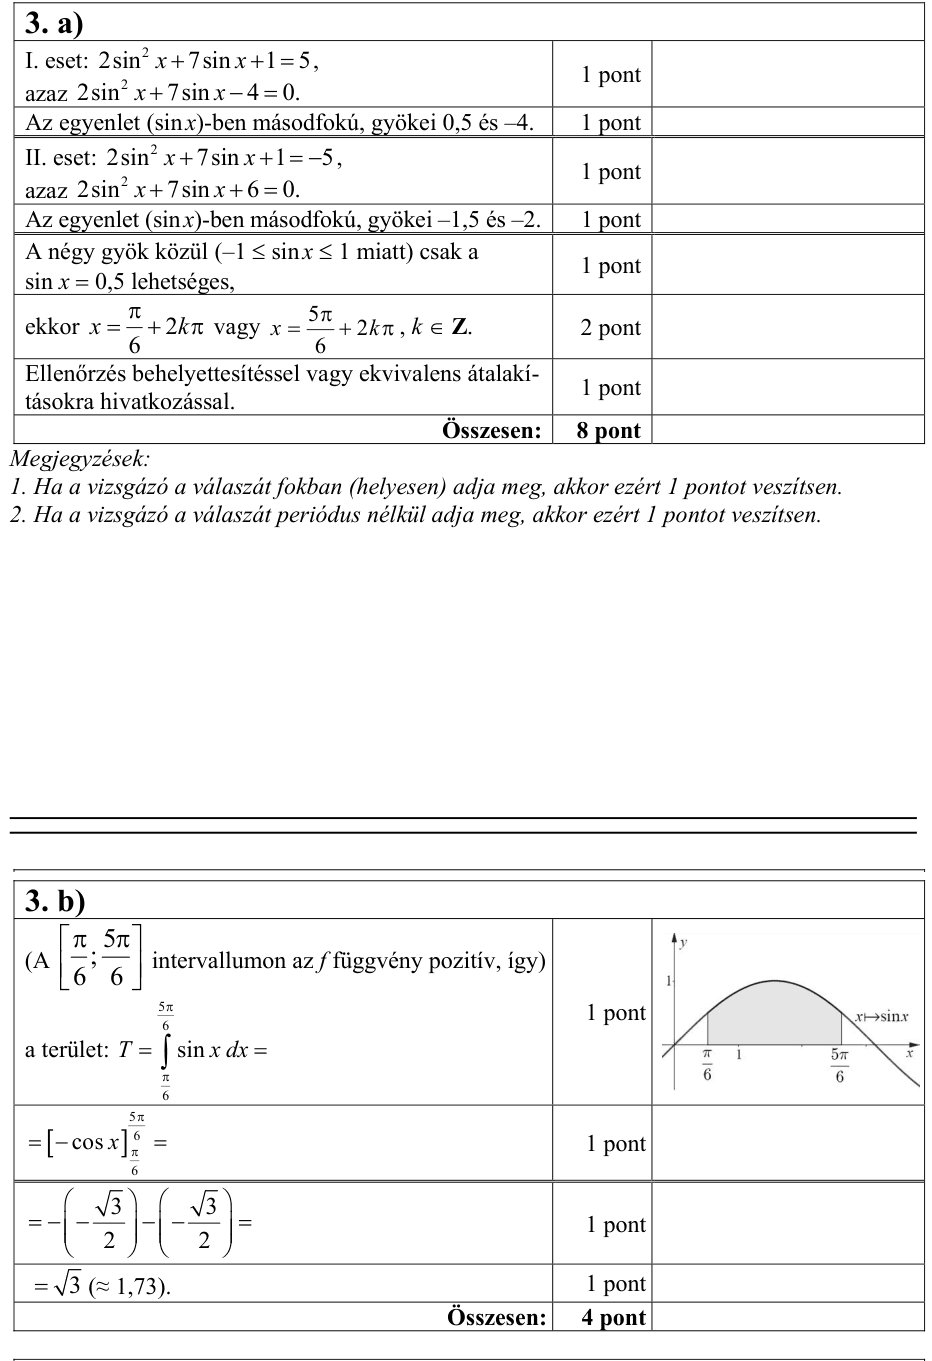 3. a)
I. eset: 2sin² x + 7sin x + 1 = 5,
azaz 2sin² x + 7sin x − 4 = 0.
1 pont
Az egyenlet (sinx)-ben másodfokú, gyökei 0,5 és –4.
1 pont
II. eset: 2sin² x + 7sin x + 1 = −5,
azaz 2sin² x + 7sin x + 6 = 0.
1 pont
Az egyenlet (sinx)-ben másodfokú, gyökei –1,5 és –2.
1 pont
A négy gyök közül (–1 ≤ sinx ≤ 1 miatt) csak a
sin x = 0,5 lehetséges,
1 pont
ekkor x = π/6 + 2kπ vagy x = 5π/6 + 2kπ , k ∈ Z.
2 pont
Ellenőrzés behelyettesítéssel vagy ekvivalens átalakí-
tásokra hivatkozással.
1 pont
Összesen: 8 pont
Megjegyzések:
1. Ha a vizsgázó a válaszát fokban (helyesen) adja meg, akkor ezért 1 pontot veszítsen.
2. Ha a vizsgázó a válaszát periódus nélkül adja meg, akkor ezért 1 pontot veszítsen.
3. b)
(A [π/6 ; 5π/6] intervallumon az f függvény pozitív, így)
a terület: T = ∫_{π/6}^{5π/6} sin x dx =
1 pont
y
1
x↦sinx
π/6
1
5π/6
x
= [− cos x]_{π/6}^{5π/6} =
1 pont
= −(−√3/2) − (−√3/2) =
1 pont
= √3 (≈ 1,73).
1 pont
Összesen: 4 pont